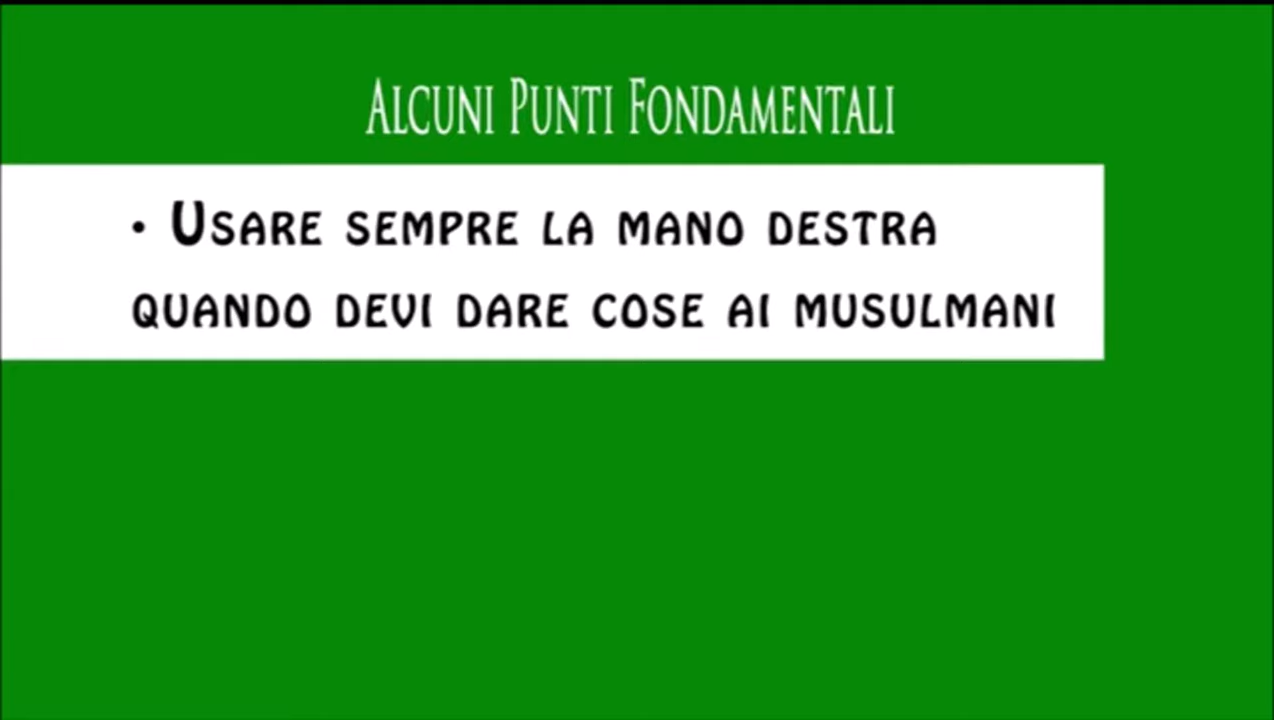 Alcuni Punti Fondamentali
• Usare sempre la mano destra
quando devi dare cose ai musulmani